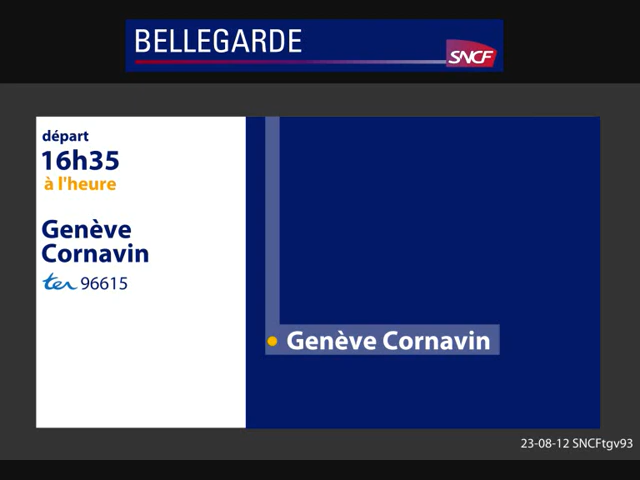 BELLEGARDE
SNCF
départ
16h35
à l'heure
Genève
Cornavin
ter 96615
Genève Cornavin
23-08-12 SNCFtgv93